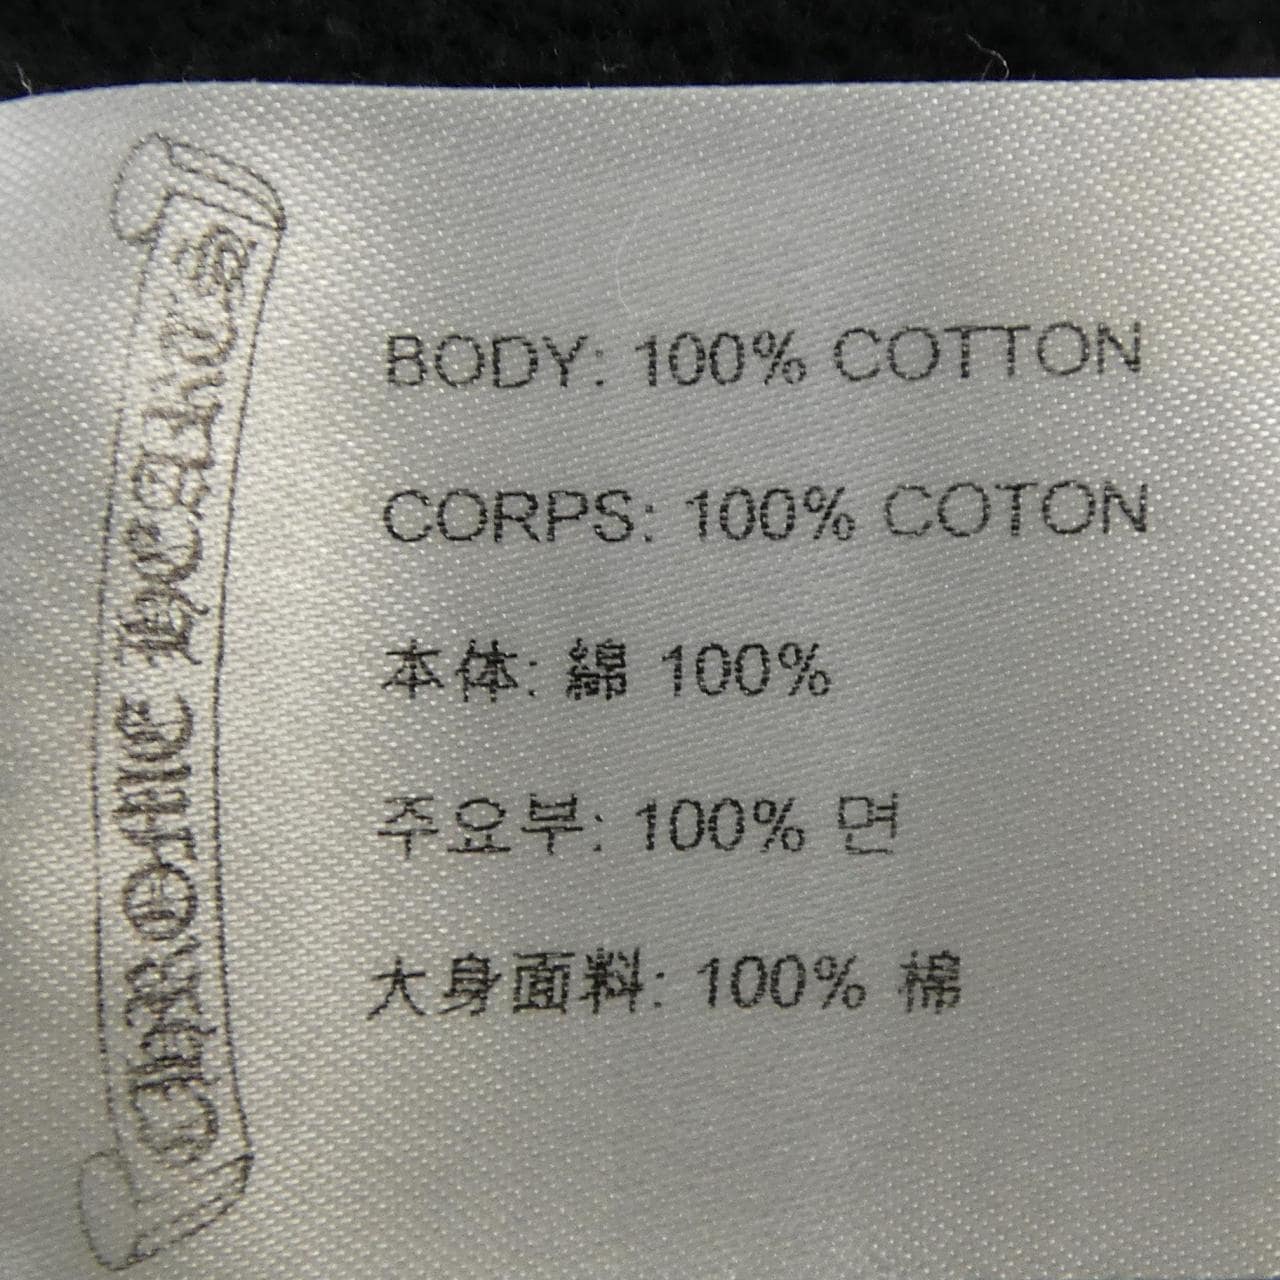 CHROME HEARTS
BODY: 100% COTTON
CORPS: 100% COTON
本体: 綿 100%
주요부: 100% 면
大身面料: 100% 棉